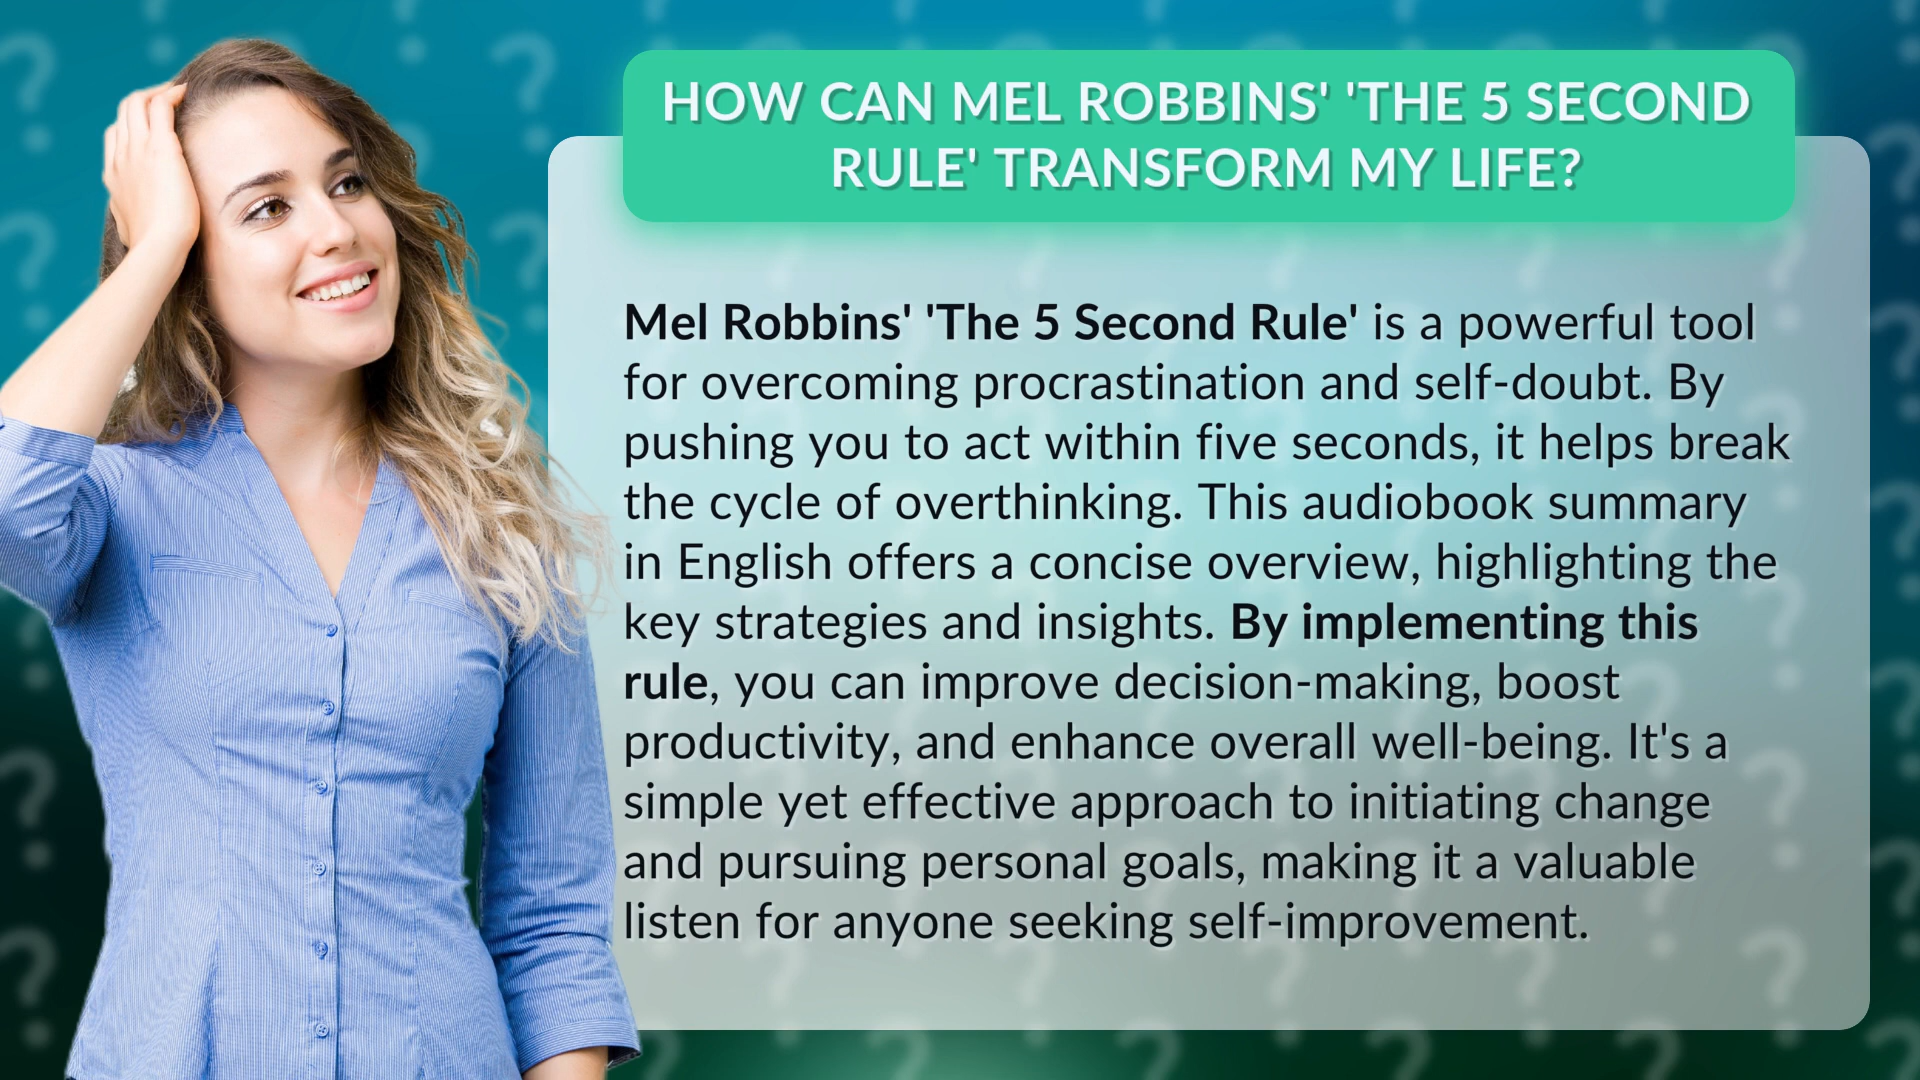 HOW CAN MEL ROBBINS' 'THE 5 SECOND
RULE' TRANSFORM MY LIFE?
Mel Robbins' 'The 5 Second Rule' is a powerful tool
for overcoming procrastination and self-doubt. By
pushing you to act within five seconds, it helps break
the cycle of overthinking. This audiobook summary
in English offers a concise overview, highlighting the
key strategies and insights. By implementing this
rule, you can improve decision-making, boost
productivity, and enhance overall well-being. It's a
simple yet effective approach to initiating change
and pursuing personal goals, making it a valuable
listen for anyone seeking self-improvement.